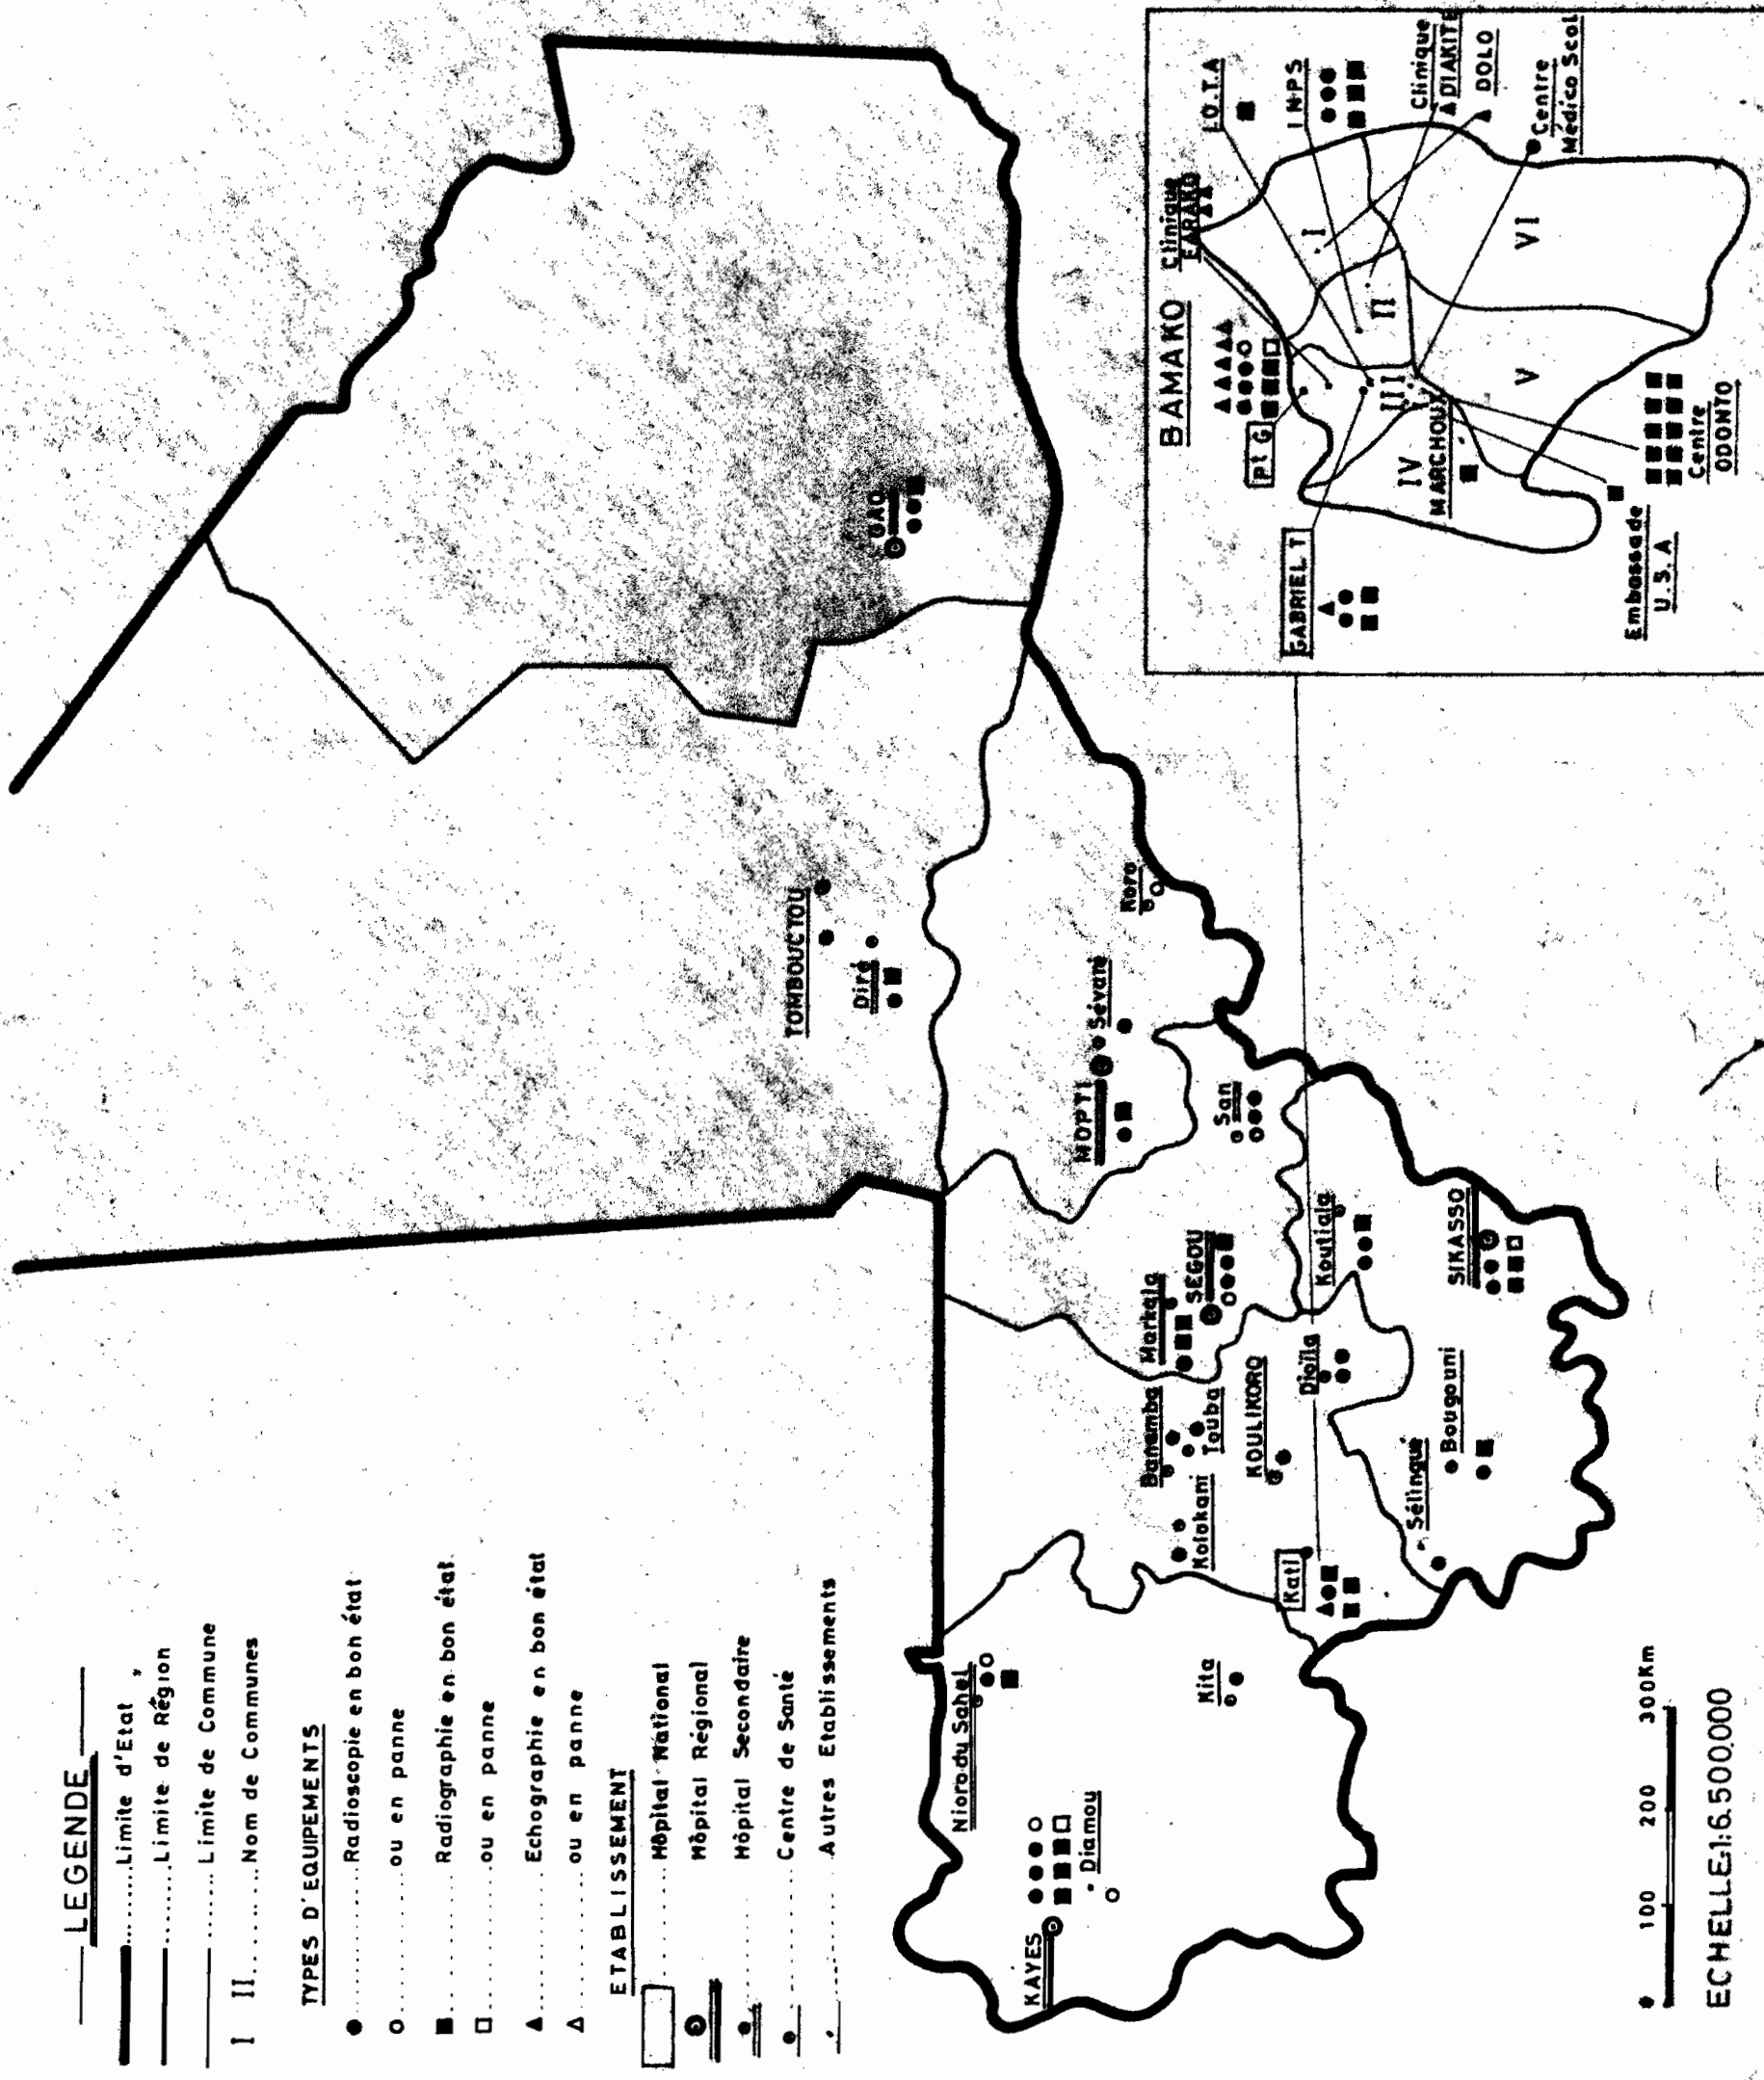 LEGENDE
Limite d'Etat
Limite de Région
Limite de Commune
I II Nom de Communes
TYPES D'EQUIPEMENTS
Radioscopie en bon état
ou en panne
Radiographie en bon état
ou en panne
Echographie en bon état
ou en panne
ETABLISSEMENT
Hôpital National
Hôpital Régional
Hôpital Secondaire
Centre de Santé
Autres Etablissements
TOMBOUCTOU
Diré
GAO
MOPTI
Sévaré
Koro
San
Markala
SEGOU
Koutiala
SIKASSO
Banamba
Touba
Kolokani
KOULIKORO
Dioïla
Sélingué
Bougouni
Kati
Nioro du Sahel
Kita
KAYES
Diamou
BAMAKO
Clinique
FARAKO
I.O.T.A
I.N.P.S
Clinique
DIAKITE
DOLO
Centre
Médico Scol
Pt G
GABRIEL T
MARCHOUX
I
II
III
IV
V
VI
Embassade
U.S.A
Centre
ODONTO
100 200 300Km
ECHELLE:1:6.500.000